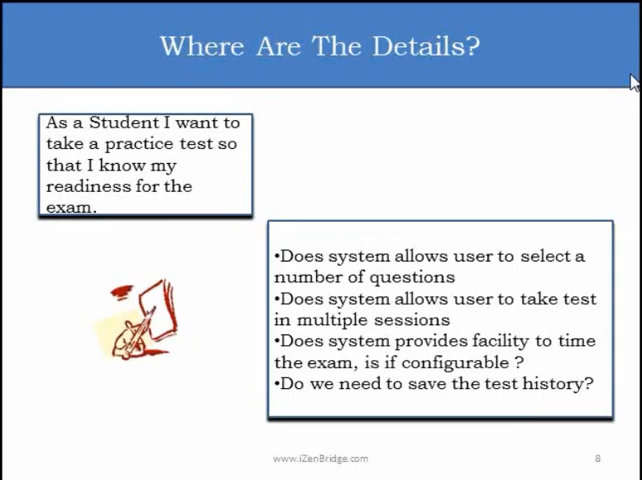 Where Are The Details?
As a Student I want to
take a practice test so
that I know my
readiness for the
exam.
•Does system allows user to select a
number of questions
•Does system allows user to take test
in multiple sessions
•Does system provides facility to time
the exam, is if configurable ?
•Do we need to save the test history?
www.iZenBridge.com
8